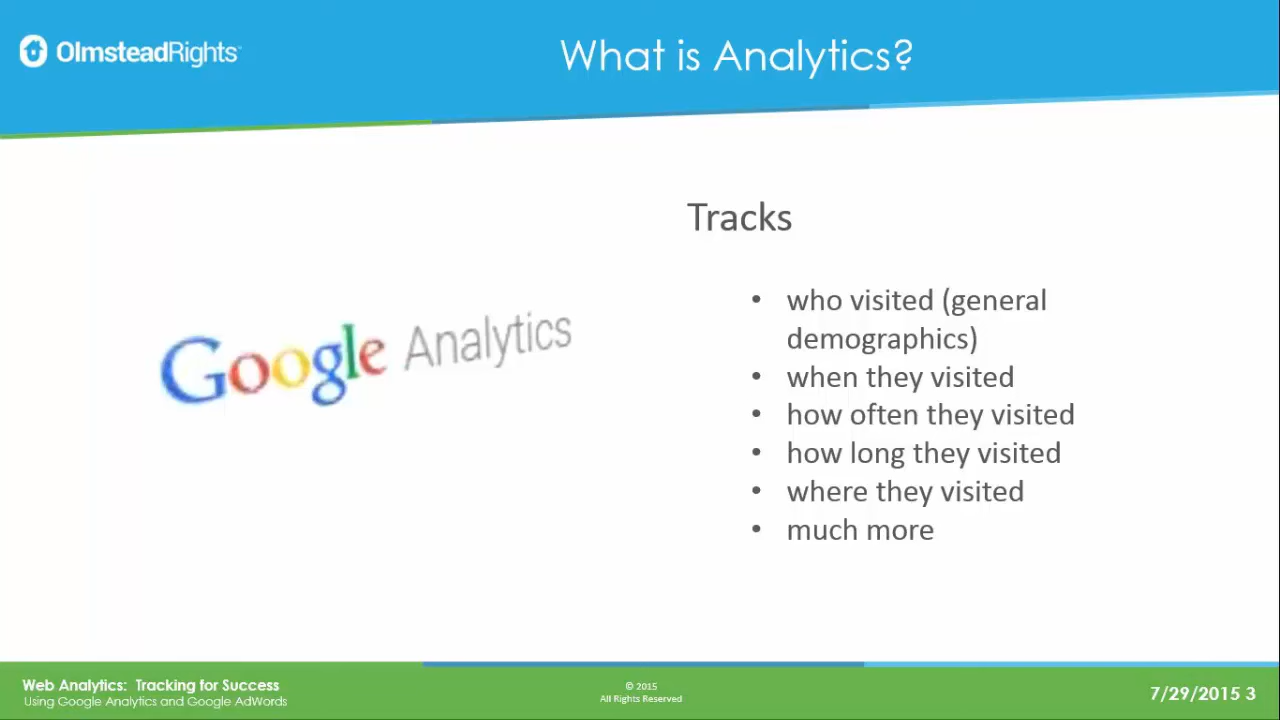 OlmsteadRights
What is Analytics?
Google Analytics
Tracks
• who visited (general
demographics)
• when they visited
• how often they visited
• how long they visited
• where they visited
• much more
Web Analytics: Tracking for Success
Using Google Analytics and Google AdWords
© 2015
All Rights Reserved
7/29/2015 3